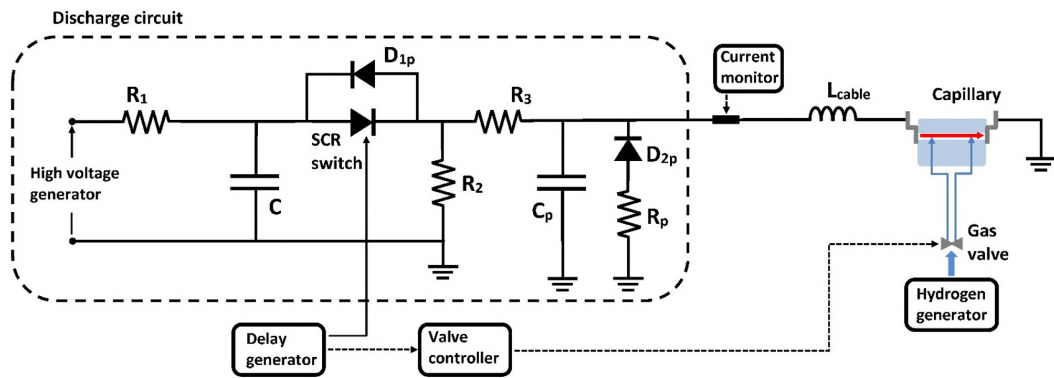 Discharge circuit
D1p
R1
SCR
switch
R3
Current
monitor
Lcable
Capillary
High voltage
generator
C
R2
Cp
D2p
Rp
Gas
valve
Hydrogen
generator
Delay
generator
Valve
controller